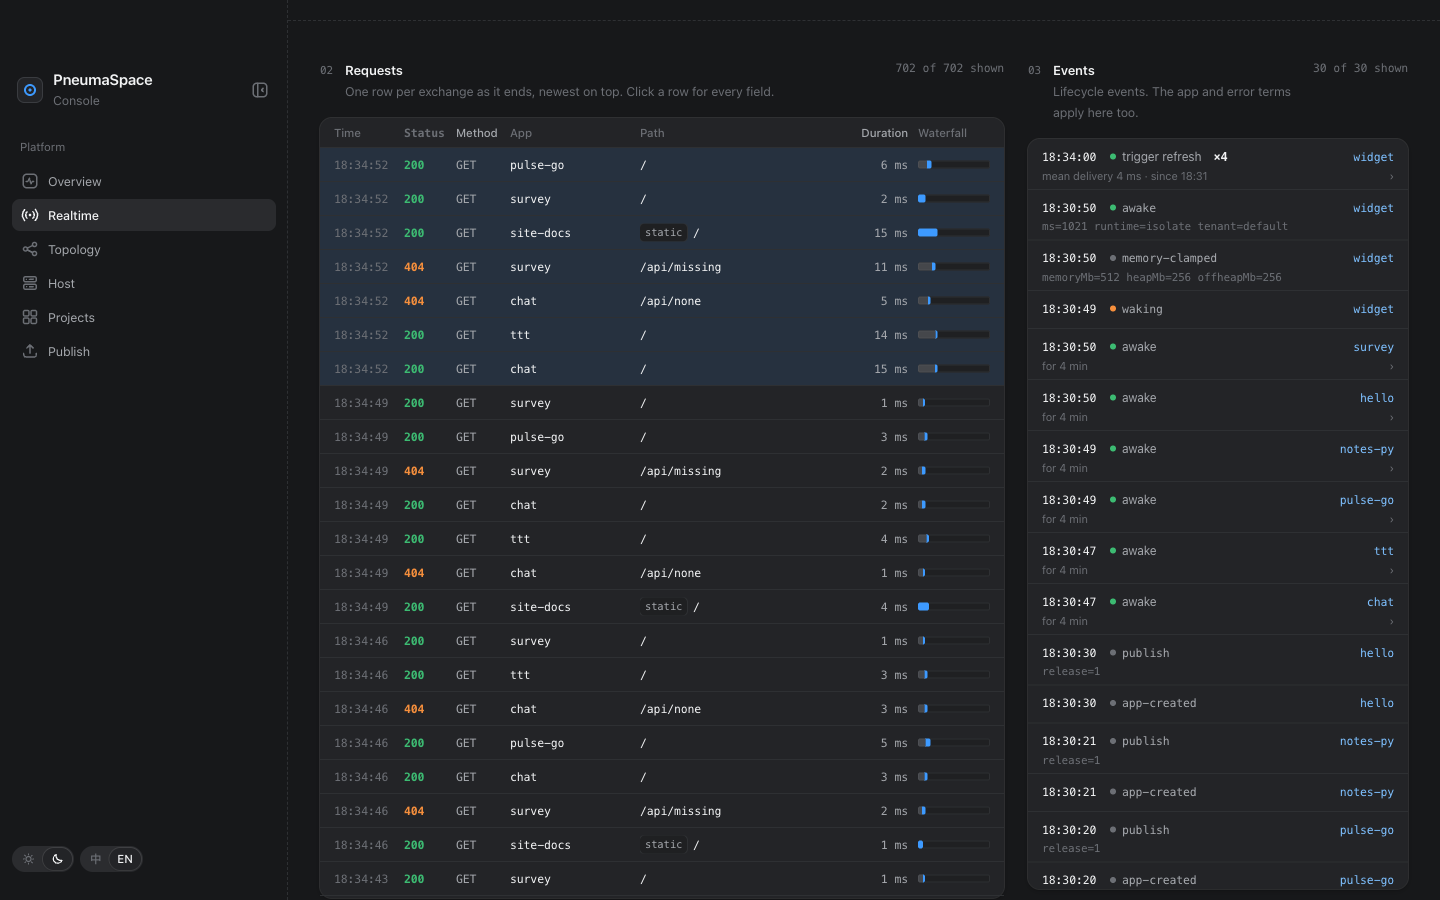 PneumaSpace
Console
Platform
Overview
Realtime
Topology
Host
Projects
Publish
中 EN
02 Requests 702 of 702 shown
One row per exchange as it ends, newest on top. Click a row for every field.
Time Status Method App Path Duration Waterfall
18:34:52 200 GET pulse-go / 6 ms
18:34:52 200 GET survey / 2 ms
18:34:52 200 GET site-docs static / 15 ms
18:34:52 404 GET survey /api/missing 11 ms
18:34:52 404 GET chat /api/none 5 ms
18:34:52 200 GET ttt / 14 ms
18:34:52 200 GET chat / 15 ms
18:34:49 200 GET survey / 1 ms
18:34:49 200 GET pulse-go / 3 ms
18:34:49 404 GET survey /api/missing 2 ms
18:34:49 200 GET chat / 2 ms
18:34:49 200 GET ttt / 4 ms
18:34:49 404 GET chat /api/none 1 ms
18:34:49 200 GET site-docs static / 4 ms
18:34:46 200 GET survey / 1 ms
18:34:46 200 GET ttt / 3 ms
18:34:46 404 GET chat /api/none 3 ms
18:34:46 200 GET pulse-go / 5 ms
18:34:46 200 GET chat / 3 ms
18:34:46 404 GET survey /api/missing 2 ms
18:34:46 200 GET site-docs static / 1 ms
18:34:43 200 GET survey / 1 ms
03 Events 30 of 30 shown
Lifecycle events. The app and error terms
apply here too.
18:34:00 trigger refresh ×4 widget
mean delivery 4 ms · since 18:31 ›
18:30:50 awake widget
ms=1021 runtime=isolate tenant=default
18:30:50 memory-clamped widget
memoryMb=512 heapMb=256 offheapMb=256
18:30:49 waking widget
18:30:50 awake survey
for 4 min ›
18:30:50 awake hello
for 4 min ›
18:30:49 awake notes-py
for 4 min ›
18:30:49 awake pulse-go
for 4 min ›
18:30:47 awake ttt
for 4 min ›
18:30:47 awake chat
for 4 min ›
18:30:30 publish hello
release=1
18:30:30 app-created hello
18:30:21 publish notes-py
release=1
18:30:21 app-created notes-py
18:30:20 publish pulse-go
release=1
18:30:20 app-created pulse-go